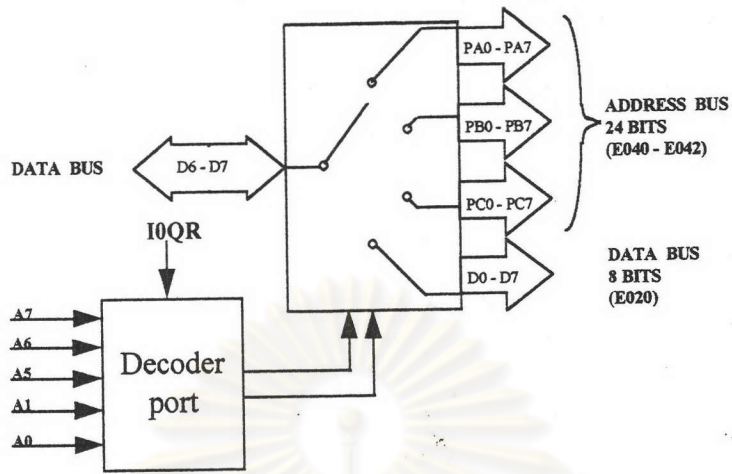 PA0 - PA7
PB0 - PB7
PC0 - PC7
D0 - D7
ADDRESS BUS
24 BITS
(E040 - E042)
DATA BUS
D6 - D7
I0QR
DATA BUS
8 BITS
(E020)
A7
A6
A5
A1
A0
Decoder
port